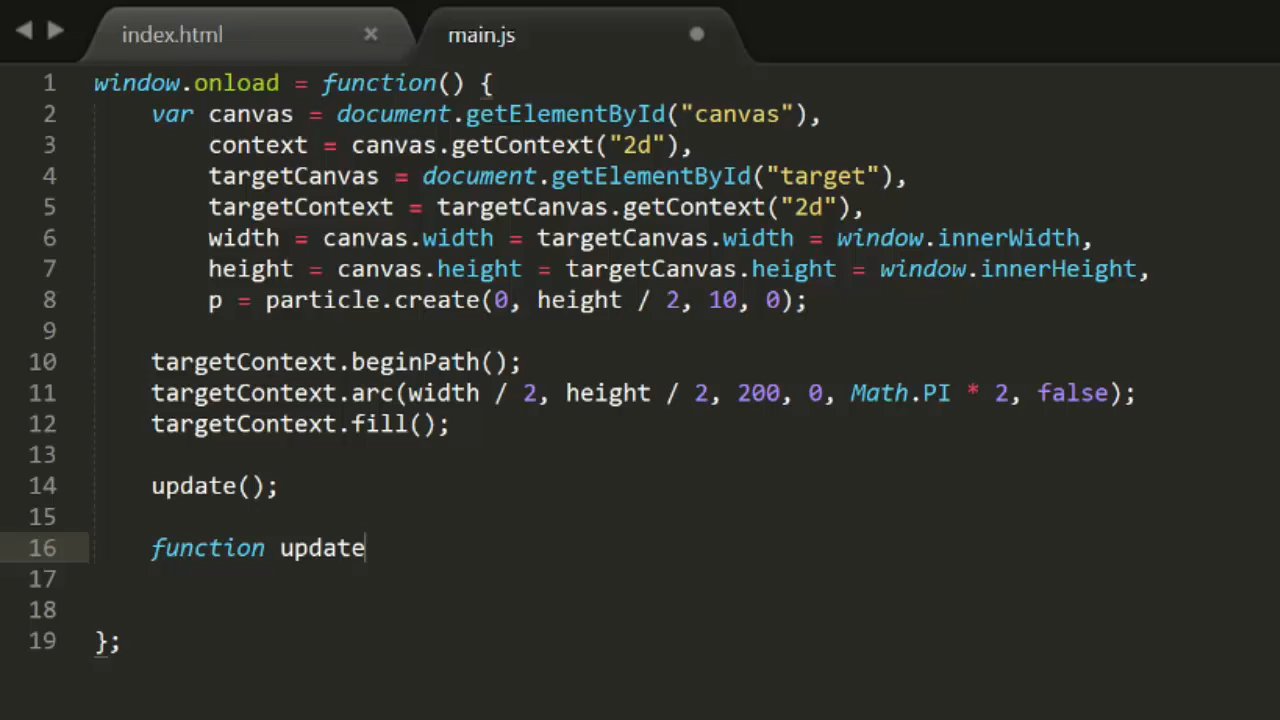 index.html
main.js
1 window.onload = function() {
2 var canvas = document.getElementById("canvas"),
3 context = canvas.getContext("2d"),
4 targetCanvas = document.getElementById("target"),
5 targetContext = targetCanvas.getContext("2d"),
6 width = canvas.width = targetCanvas.width = window.innerWidth,
7 height = canvas.height = targetCanvas.height = window.innerHeight,
8 p = particle.create(0, height / 2, 10, 0);
9
10 targetContext.beginPath();
11 targetContext.arc(width / 2, height / 2, 200, 0, Math.PI * 2, false);
12 targetContext.fill();
13
14 update();
15
16 function update
17
18
19 };